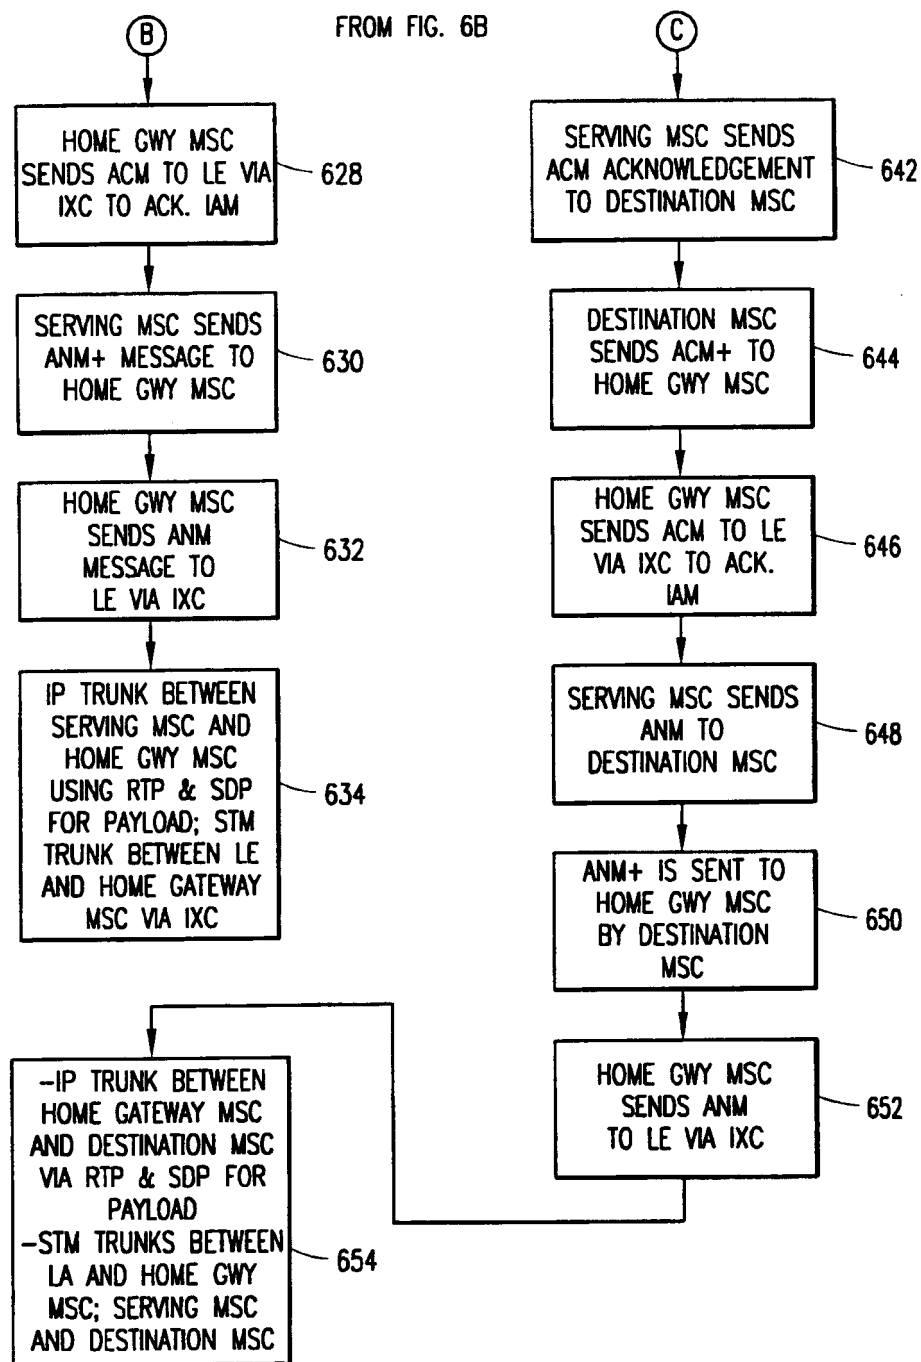 FROM FIG. 6B
B
HOME GWY MSC
SENDS ACM TO LE VIA
IXC TO ACK. IAM
628
SERVING MSC SENDS
ANM+ MESSAGE TO
HOME GWY MSC
630
HOME GWY MSC
SENDS ANM
MESSAGE TO
LE VIA IXC
632
IP TRUNK BETWEEN
SERVING MSC AND
HOME GWY MSC
USING RTP & SDP
FOR PAYLOAD; STM
TRUNK BETWEEN LE
AND HOME GATEWAY
MSC VIA IXC
634
C
SERVING MSC SENDS
ACM ACKNOWLEDGEMENT
TO DESTINATION MSC
642
DESTINATION MSC
SENDS ACM+ TO
HOME GWY MSC
644
HOME GWY MSC
SENDS ACM TO LE
VIA IXC TO ACK.
IAM
646
SERVING MSC SENDS
ANM TO
DESTINATION MSC
648
ANM+ IS SENT TO
HOME GWY MSC
BY DESTINATION
MSC
650
HOME GWY MSC
SENDS ANM
TO LE VIA IXC
652
-IP TRUNK BETWEEN
HOME GATEWAY MSC
AND DESTINATION MSC
VIA RTP & SDP FOR
PAYLOAD
-STM TRUNKS BETWEEN
LA AND HOME GWY
MSC; SERVING MSC
AND DESTINATION MSC
654